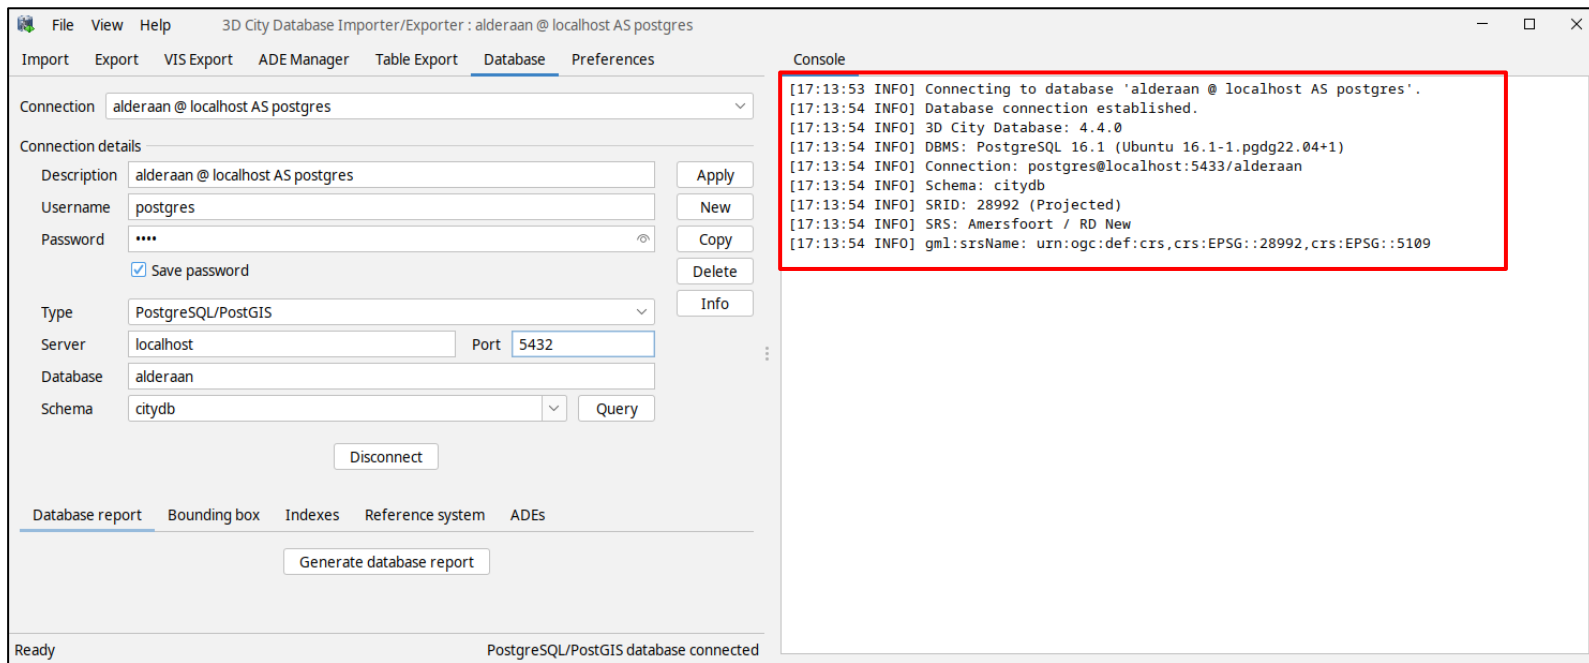 File View Help 3D City Database Importer/Exporter : alderaan @ localhost AS postgres
Import Export VIS Export ADE Manager Table Export Database Preferences
Connection alderaan @ localhost AS postgres
Connection details
Description alderaan @ localhost AS postgres Apply
Username postgres New
Password •••• Copy
Save password Delete
Info
Type PostgreSQL/PostGIS
Server localhost Port 5432
Database alderaan
Schema citydb Query
Disconnect
Database report Bounding box Indexes Reference system ADEs
Generate database report
Ready PostgreSQL/PostGIS database connected
Console
[17:13:53 INFO] Connecting to database 'alderaan @ localhost AS postgres'.
[17:13:54 INFO] Database connection established.
[17:13:54 INFO] 3D City Database: 4.4.0
[17:13:54 INFO] DBMS: PostgreSQL 16.1 (Ubuntu 16.1-1.pgdg22.04+1)
[17:13:54 INFO] Connection: postgres@localhost:5433/alderaan
[17:13:54 INFO] Schema: citydb
[17:13:54 INFO] SRID: 28992 (Projected)
[17:13:54 INFO] SRS: Amersfoort / RD New
[17:13:54 INFO] gml:srsName: urn:ogc:def:crs,crs:EPSG::28992,crs:EPSG::5109